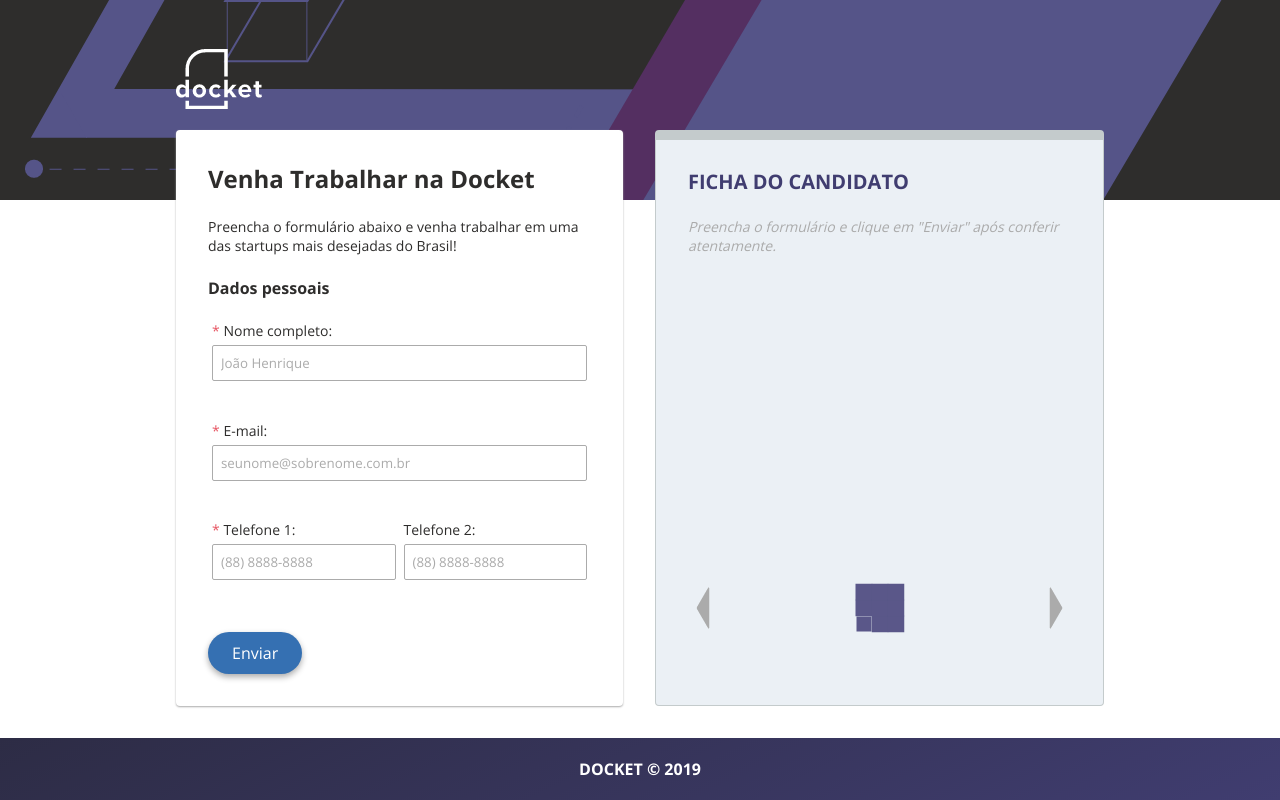 docket
Venha Trabalhar na Docket
Preencha o formulário abaixo e venha trabalhar em uma
das startups mais desejadas do Brasil!
Dados pessoais
* Nome completo:
João Henrique
* E-mail:
seunome@sobrenome.com.br
* Telefone 1:
(88) 8888-8888
Telefone 2:
(88) 8888-8888
Enviar
FICHA DO CANDIDATO
Preencha o formulário e clique em "Enviar" após conferir
atentamente.
DOCKET © 2019